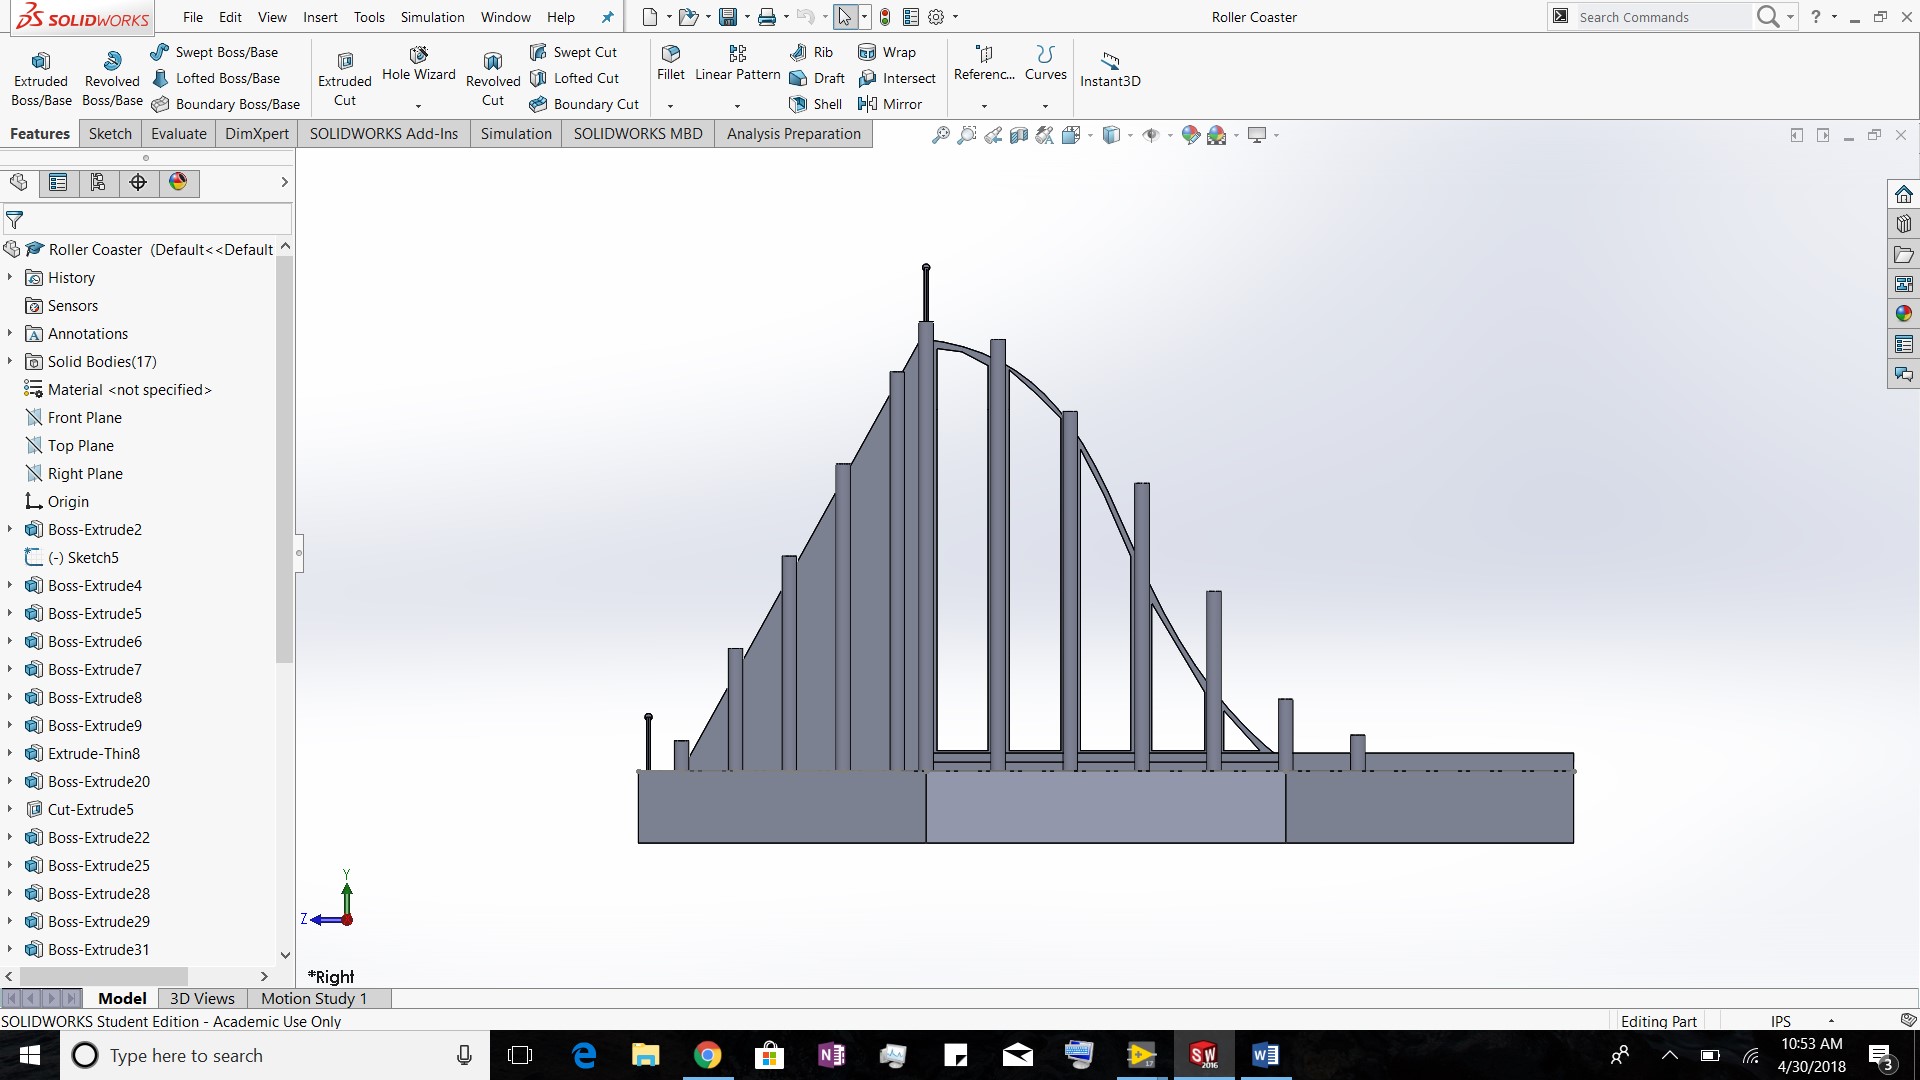 SOLIDWORKS File Edit View Insert Tools Simulation Window Help Roller Coaster Search Commands ?
Extruded Boss/Base
Revolved Boss/Base
Swept Boss/Base
Lofted Boss/Base
Boundary Boss/Base
Extruded Cut
Hole Wizard
Revolved Cut
Swept Cut
Lofted Cut
Boundary Cut
Fillet
Linear Pattern
Rib
Draft
Shell
Wrap
Intersect
Mirror
Referenc...
Curves
Instant3D
Features Sketch Evaluate DimXpert SOLIDWORKS Add-Ins Simulation SOLIDWORKS MBD Analysis Preparation
Roller Coaster (Default<<Default
History
Sensors
Annotations
Solid Bodies(17)
Material <not specified>
Front Plane
Top Plane
Right Plane
Origin
Boss-Extrude2
(-) Sketch5
Boss-Extrude4
Boss-Extrude5
Boss-Extrude6
Boss-Extrude7
Boss-Extrude8
Boss-Extrude9
Extrude-Thin8
Boss-Extrude20
Cut-Extrude5
Boss-Extrude22
Boss-Extrude25
Boss-Extrude28
Boss-Extrude29
Boss-Extrude31
Y
Z
*Right
Model 3D Views Motion Study 1
SOLIDWORKS Student Edition - Academic Use Only Editing Part IPS
Type here to search
SW
2016
10:53 AM
4/30/2018
3